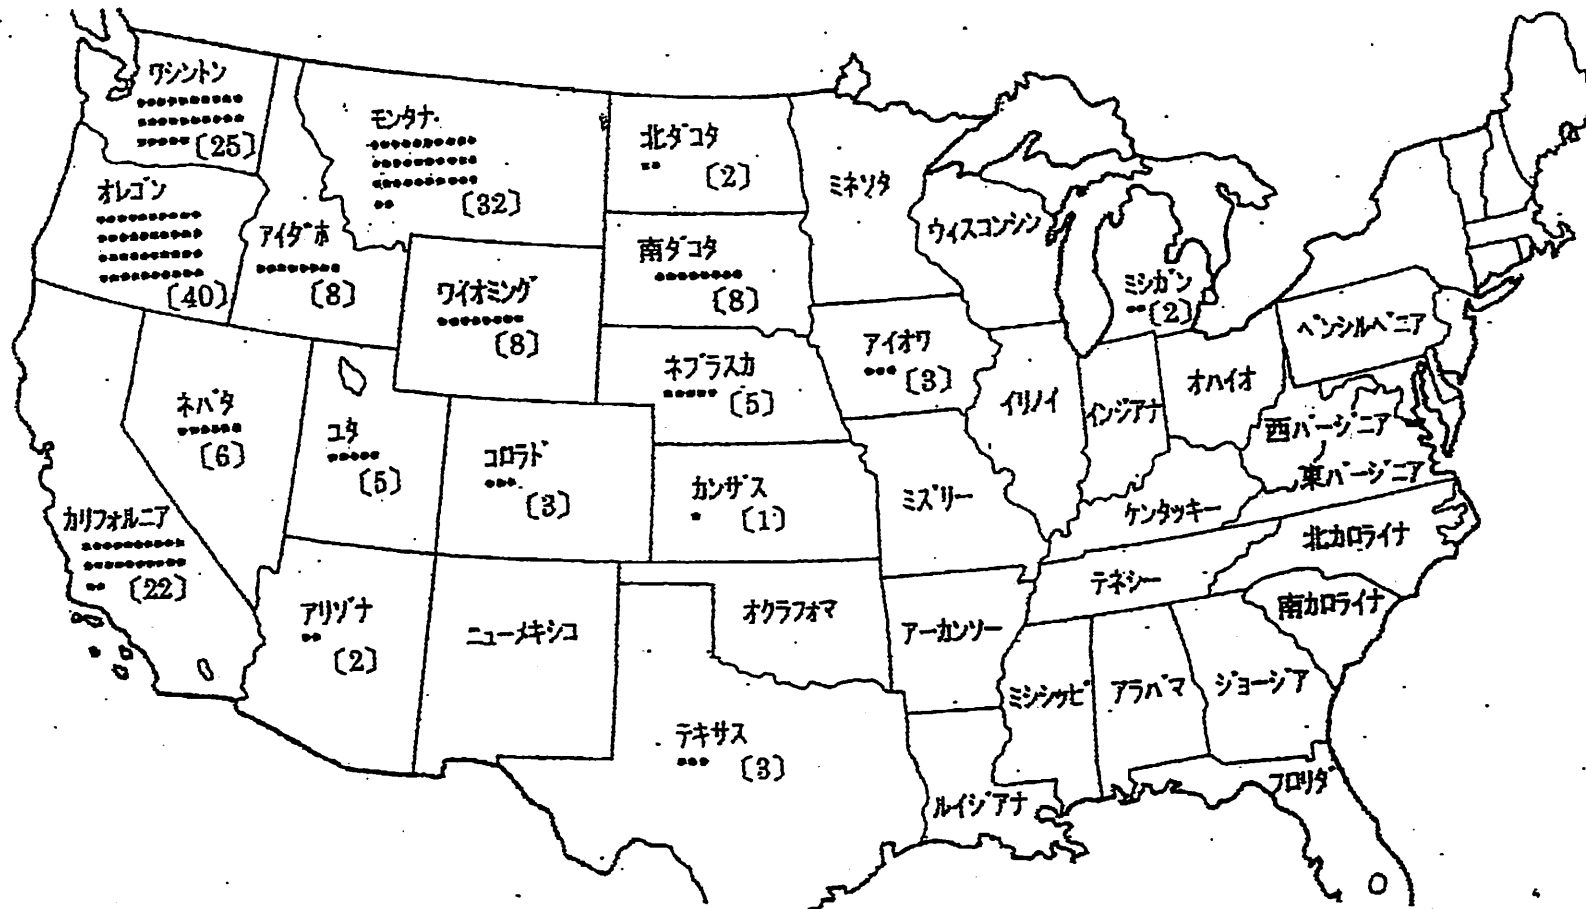 ワシントン
〔25〕
モンタナ
〔32〕
北ダコタ
〔2〕
ミネソタ
オレゴン
〔40〕
アイダホ
〔8〕
ワイオミング
〔8〕
南ダコタ
〔8〕
ウィスコンシン
ミシガン
〔2〕
ネブラスカ
〔5〕
アイオワ
〔3〕
イリノイ
インジアナ
オハイオ
ペンシルベニア
ネバタ
〔6〕
ユタ
〔5〕
コロラド
〔3〕
カンザス
〔1〕
ミズリー
ケンタッキー
西バージニア
東バージニア
カリフォルニア
〔22〕
アリゾナ
〔2〕
ニューメキシコ
オクラフォマ
アーカンソー
テネシー
北カロライナ
南カロライナ
テキサス
〔3〕
ルイジアナ
ミシシッピ
アラバマ
ジョージア
フロリダ